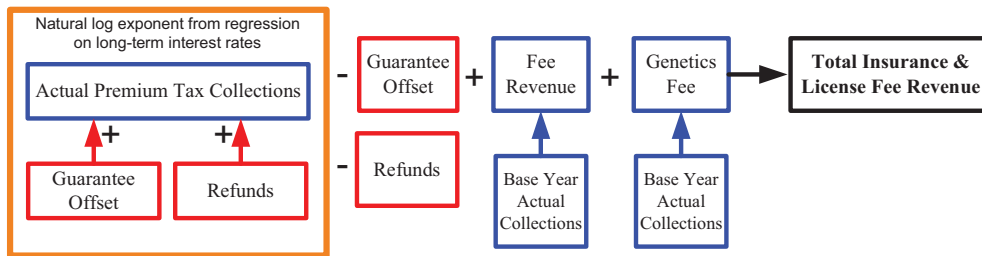 Natural log exponent from regression
on long-term interest rates
Actual Premium Tax Collections
+
+
Guarantee
Offset
Refunds
-
Guarantee
Offset
-
Refunds
+
Fee
Revenue
Base Year
Actual
Collections
+
Genetics
Fee
Base Year
Actual
Collections
Total Insurance &
License Fee Revenue